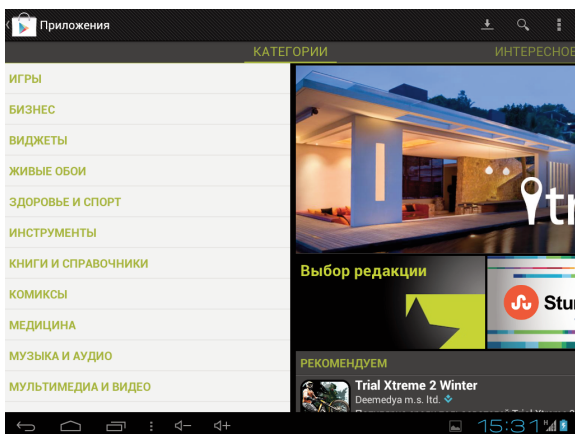 Приложения
КАТЕГОРИИ
ИНТЕРЕСНОЕ
ИГРЫ
БИЗНЕС
ВИДЖЕТЫ
ЖИВЫЕ ОБОИ
ЗДОРОВЬЕ И СПОРТ
ИНСТРУМЕНТЫ
КНИГИ И СПРАВОЧНИКИ
КОМИКСЫ
МЕДИЦИНА
МУЗЫКА И АУДИО
МУЛЬТИМЕДИА И ВИДЕО
tr
Выбор редакции
Stu
РЕКОМЕНДУЕМ
Trial Xtreme 2 Winter
Deemedya m.s. ltd.
15:31